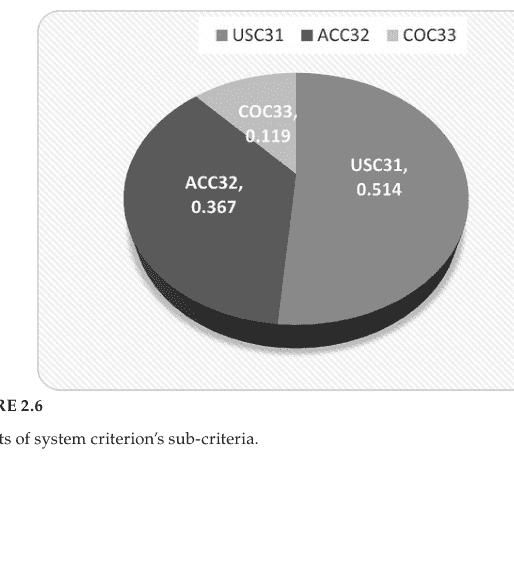 USC31 ACC32 COC33
COC33,
0.119
USC31,
0.514
ACC32,
0.367
RE 2.6
ts of system criterion's sub-criteria.